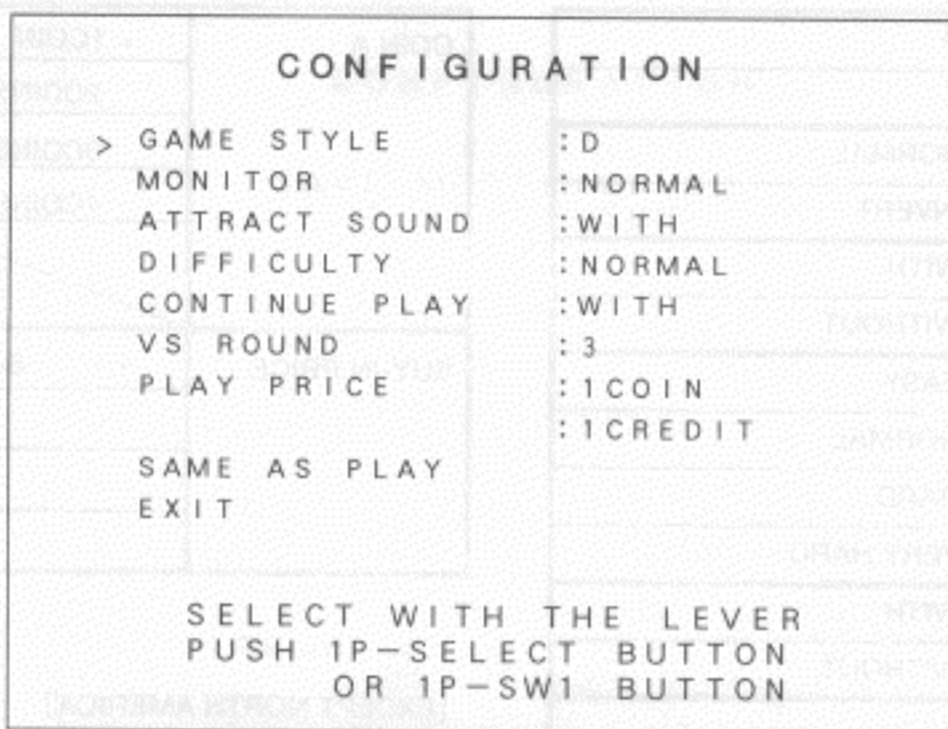 CONFIGURATION
> GAME STYLE :D
MONITOR :NORMAL
ATTRACT SOUND :WITH
DIFFICULTY :NORMAL
CONTINUE PLAY :WITH
VS ROUND :3
PLAY PRICE :1COIN
:1CREDIT
SAME AS PLAY
EXIT
SELECT WITH THE LEVER
PUSH 1P-SELECT BUTTON
OR 1P-SW1 BUTTON